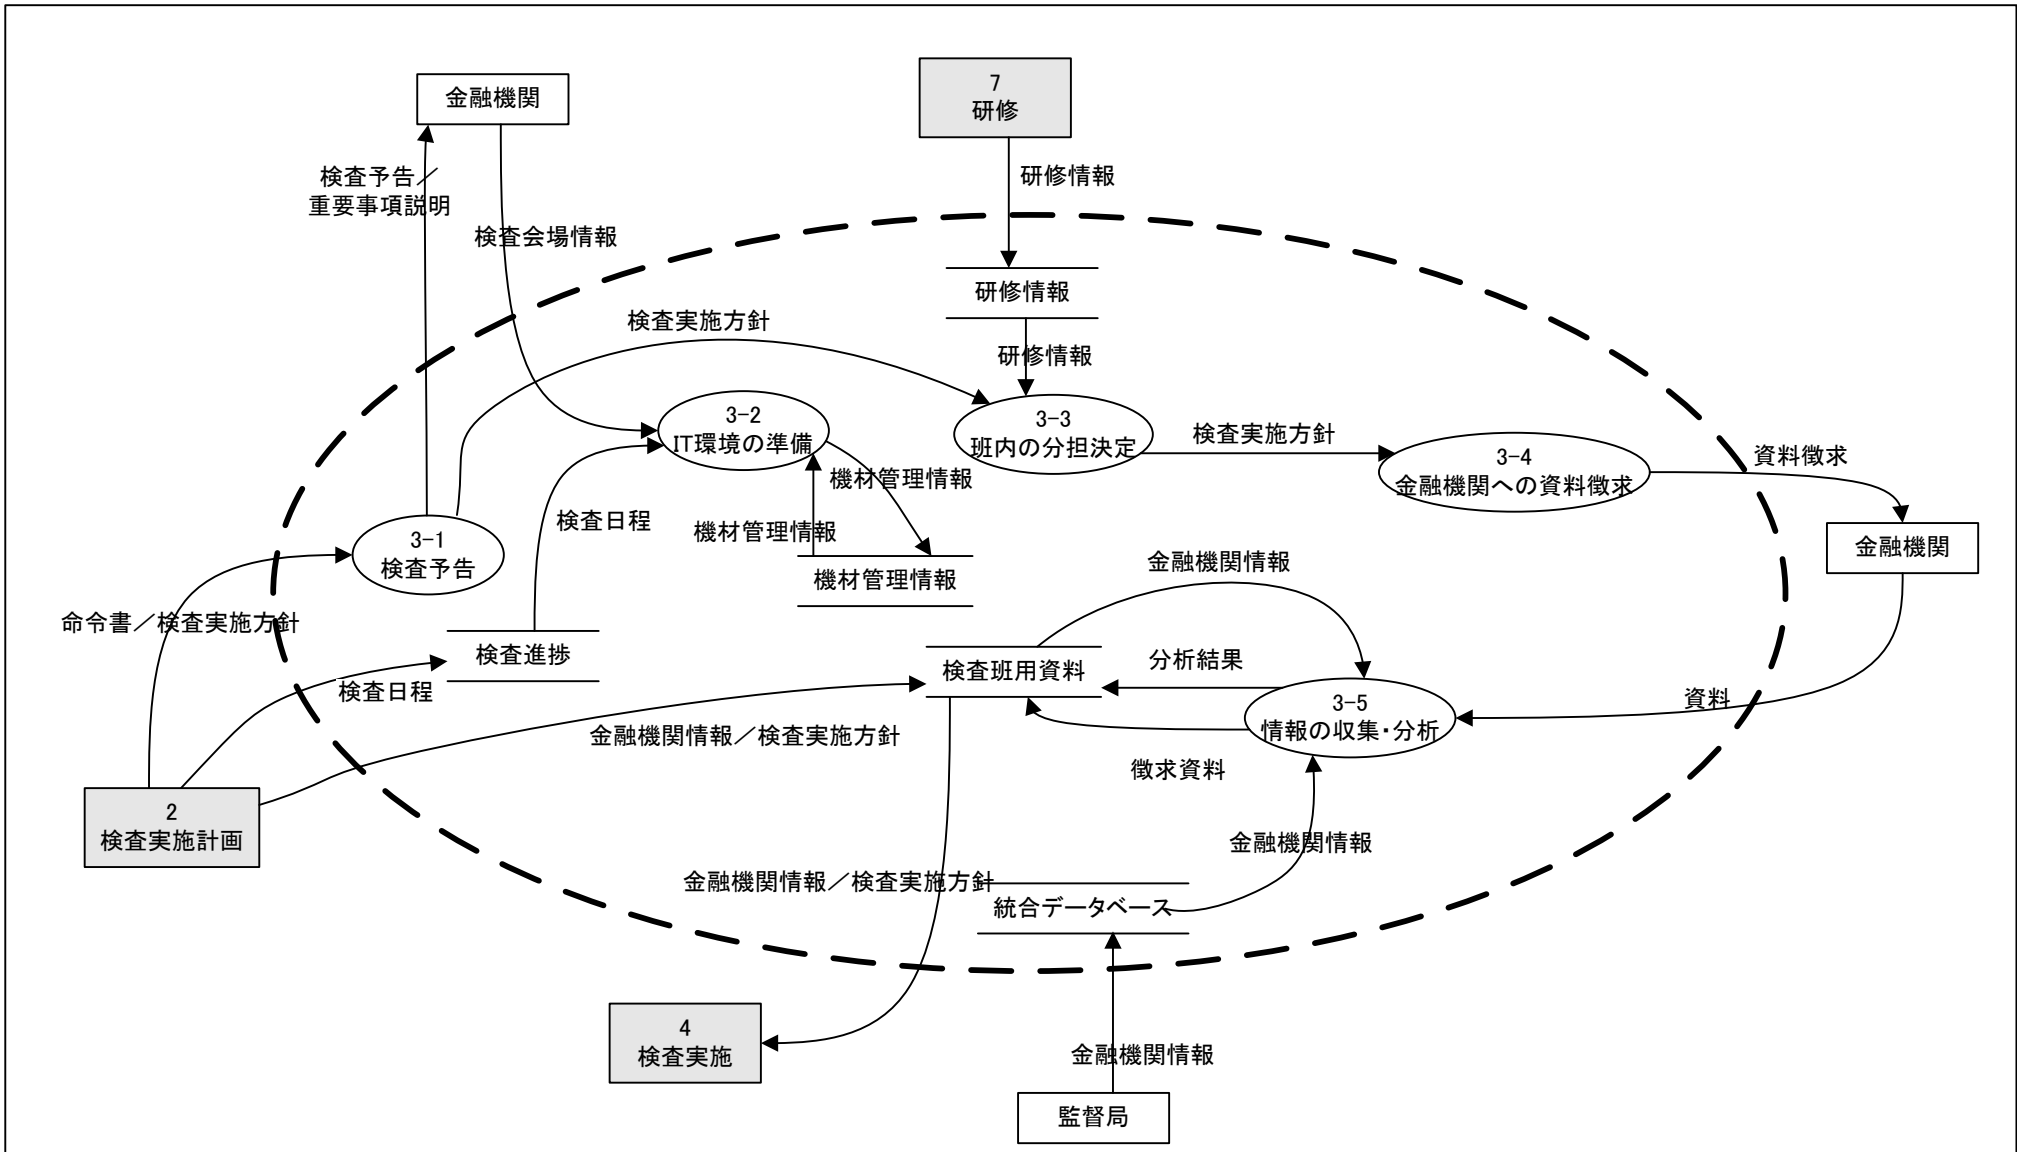 7
研修
金融機関
検査予告／
重要事項説明
研修情報
検査会場情報
研修情報
検査実施方針
研修情報
3-2
IT環境の準備
3-3
班内の分担決定
検査実施方針
3-4
金融機関への資料徴求
資料徴求
機材管理情報
検査日程
機材管理情報
3-1
検査予告
金融機関
金融機関情報
機材管理情報
命令書／検査実施方針
検査進捗
検査班用資料
分析結果
検査日程
3-5
情報の収集・分析
資料
金融機関情報／検査実施方針
徴求資料
2
検査実施計画
金融機関情報
金融機関情報／検査実施方針
統合データベース
4
検査実施
金融機関情報
監督局